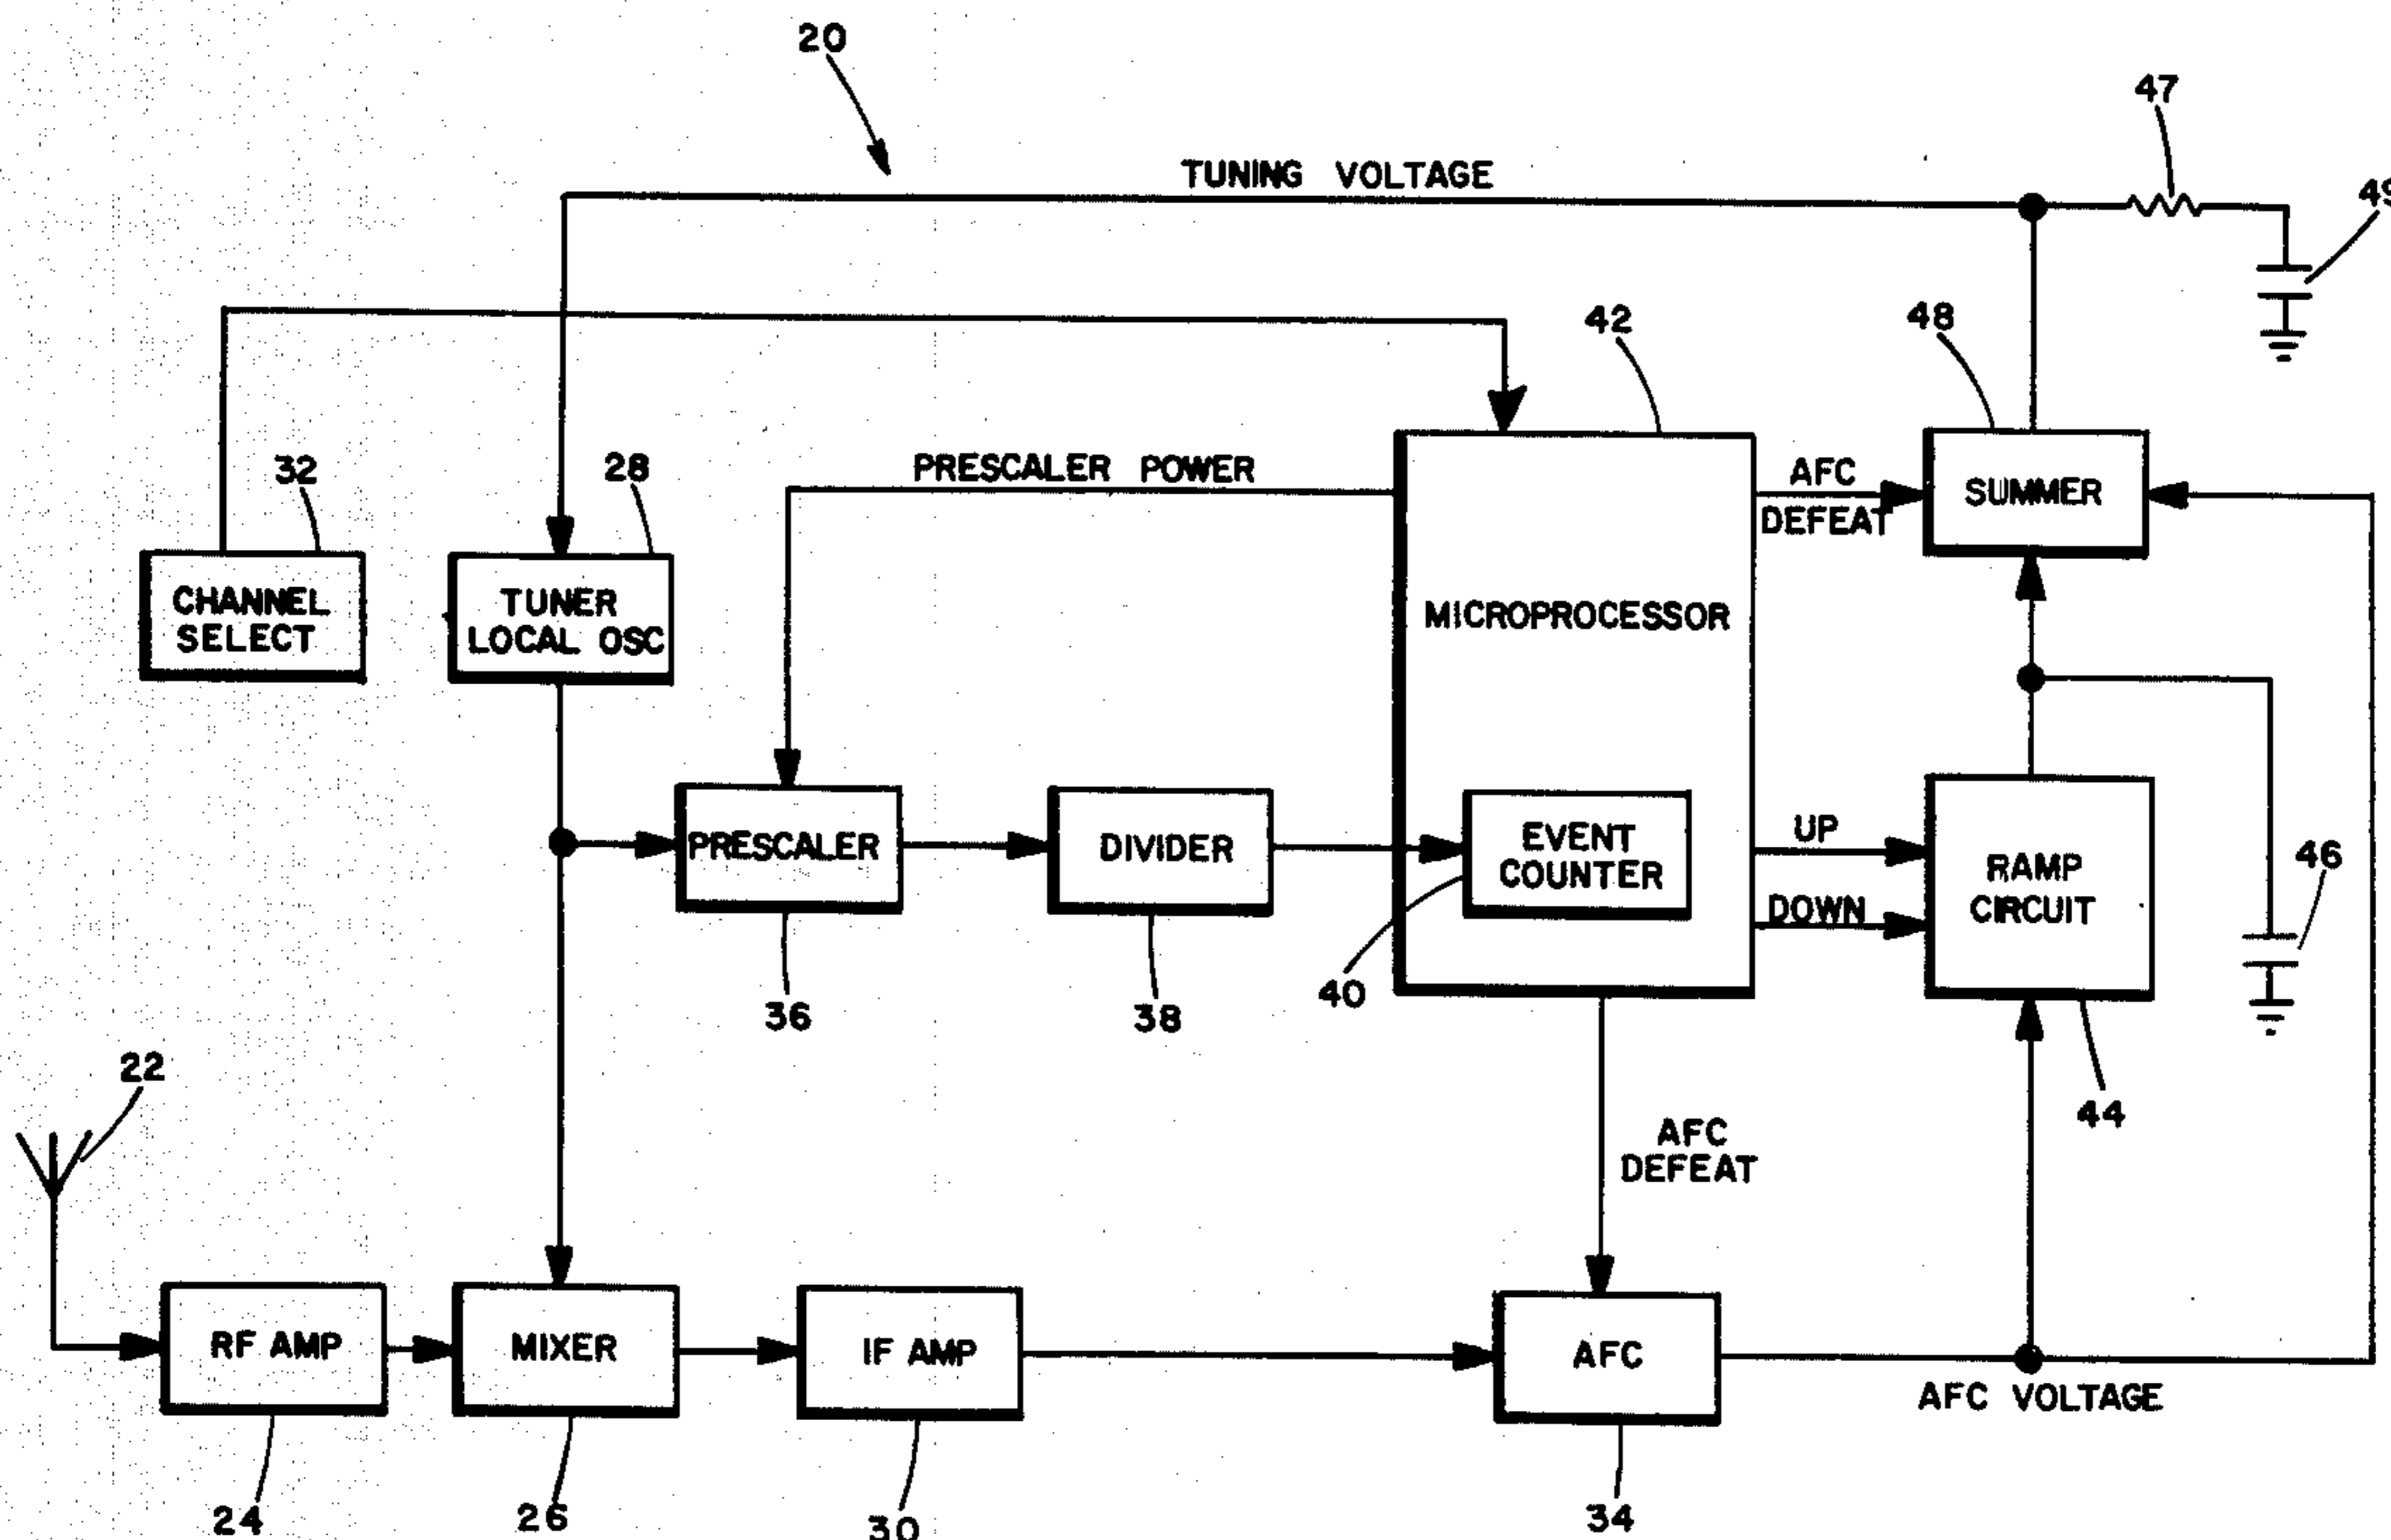 20
47
TUNING VOLTAGE
49
42
48
32
28
PRESCALER POWER
AFC
DEFEAT
SUMMER
CHANNEL
SELECT
TUNER
LOCAL OSC
MICROPROCESSOR
PRESCALER
DIVIDER
EVENT
COUNTER
UP
DOWN
RAMP
CIRCUIT
46
40
36
38
22
44
AFC
DEFEAT
RF AMP
MIXER
IF AMP
AFC
AFC VOLTAGE
24
26
30
34